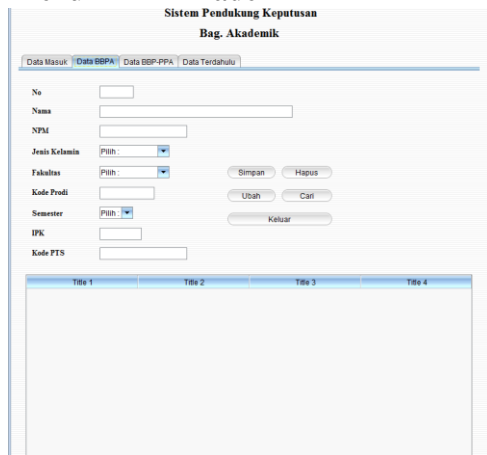 Sistem Pendukung Keputusan
Bag. Akademik
Data Masuk Data BBPA Data BBP-PPA Data Terdahulu
No
Nama
NPM
Jenis Kelamin Pilih :
Fakultas Pilih : Simpan Hapus
Kode Prodi Ubah Cari
Semester Pilih : Keluar
IPK
Kode PTS
Title 1 Title 2 Title 3 Title 4